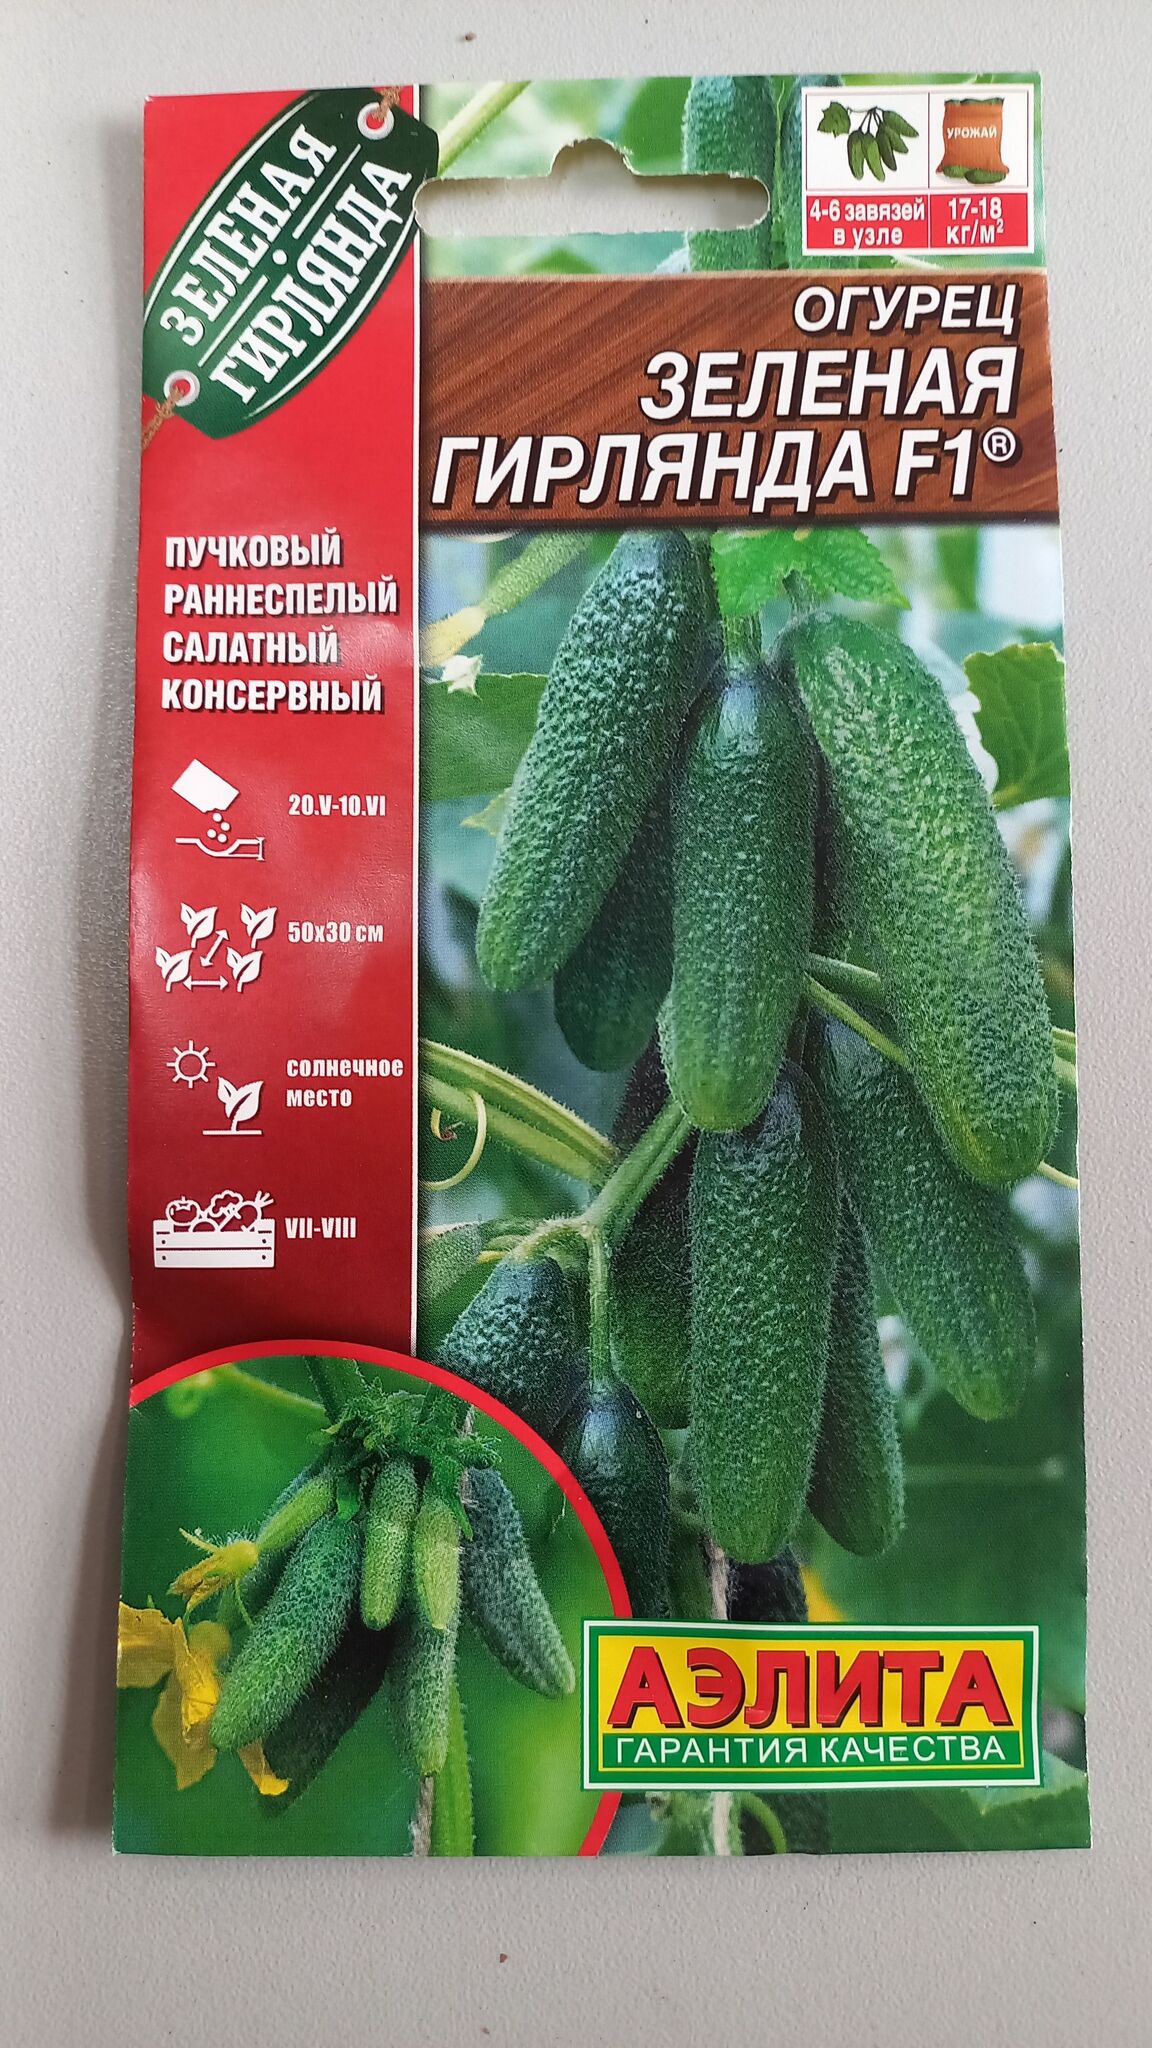 ЗЕЛЕНАЯ
ГИРЛЯНДА
УРОЖАЙ
4-6 завязей
в узле
17-18
кг/м²
ОГУРЕЦ
ЗЕЛЕНАЯ
ГИРЛЯНДА F1®
ПУЧКОВЫЙ
РАННЕСПЕЛЫЙ
САЛАТНЫЙ
КОНСЕРВНЫЙ
20.V-10.VI
50x30 см
солнечное
место
VII-VIII
АЭЛИТА
ГАРАНТИЯ КАЧЕСТВА